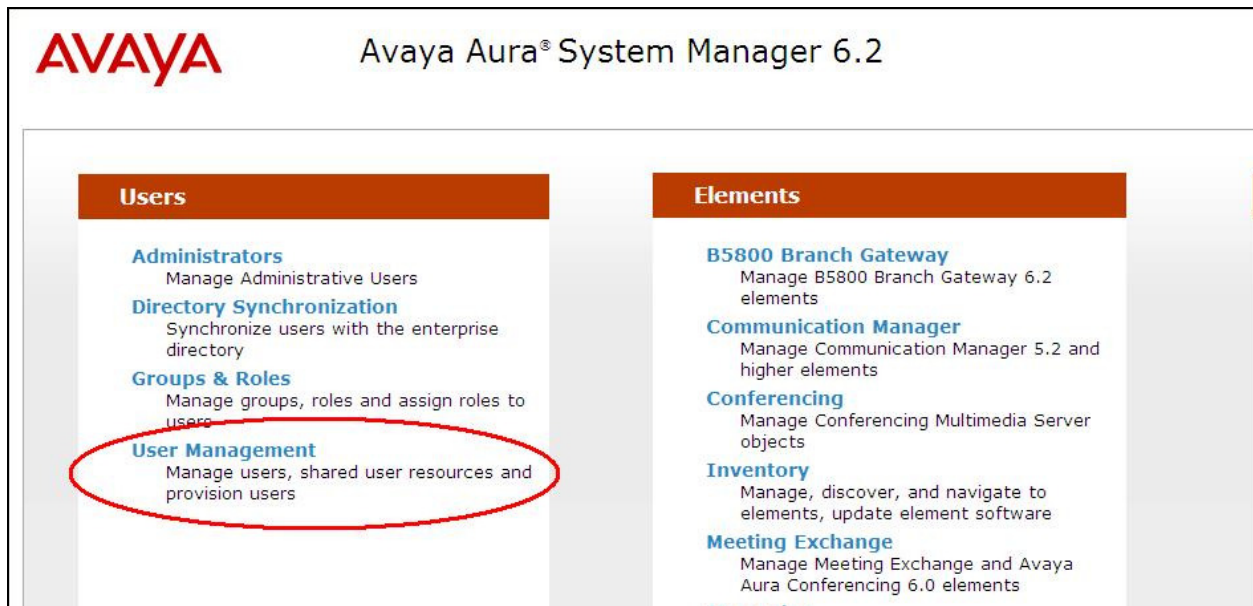 AVAYA
Avaya Aura® System Manager 6.2
Users
Administrators
Manage Administrative Users
Directory Synchronization
Synchronize users with the enterprise
directory
Groups & Roles
Manage groups, roles and assign roles to
users
User Management
Manage users, shared user resources and
provision users
Elements
B5800 Branch Gateway
Manage B5800 Branch Gateway 6.2
elements
Communication Manager
Manage Communication Manager 5.2 and
higher elements
Conferencing
Manage Conferencing Multimedia Server
objects
Inventory
Manage, discover, and navigate to
elements, update element software
Meeting Exchange
Manage Meeting Exchange and Avaya
Aura Conferencing 6.0 elements